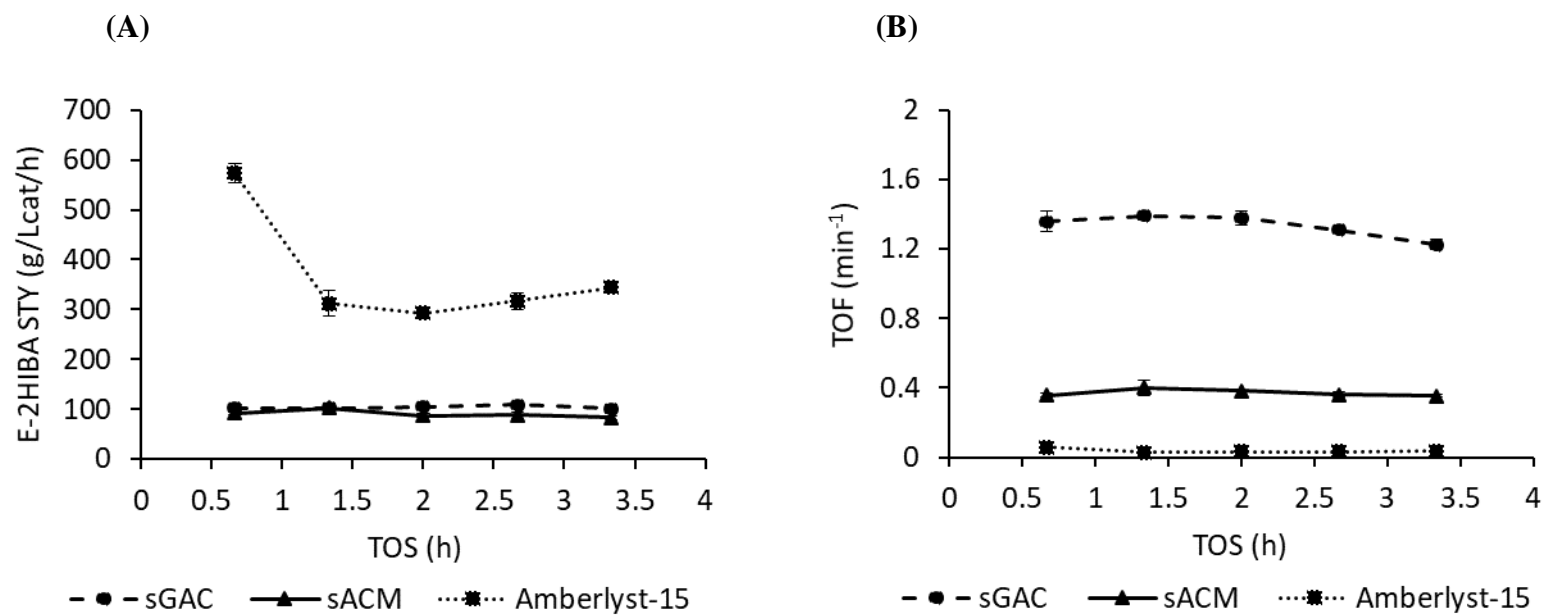 (A)
E-2HIBA STY (g/Lcat/h)
700
600
500
400
300
200
100
0
0 0.5 1 1.5 2 2.5 3 3.5 4
TOS (h)
sGAC sACM Amberlyst-15
(B)
TOF (min⁻¹)
2
1.6
1.2
0.8
0.4
0
0 0.5 1 1.5 2 2.5 3 3.5 4
TOS (h)
sGAC sACM Amberlyst-15